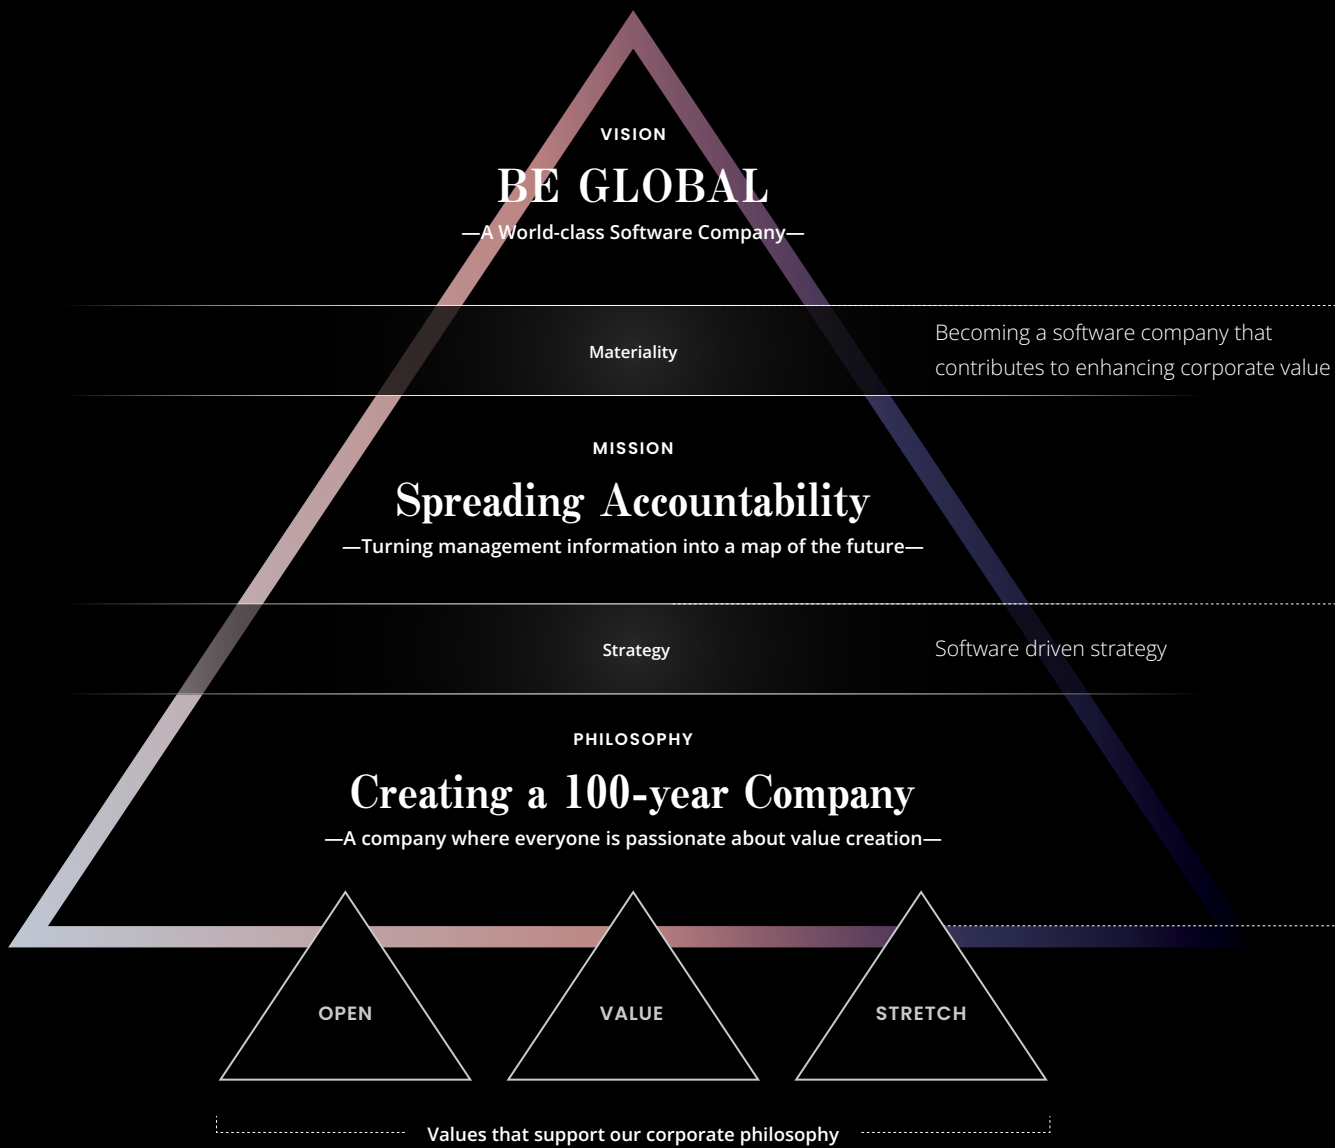 VISION
BE GLOBAL
—A World-class Software Company—
Materiality
Becoming a software company that
contributes to enhancing corporate value
MISSION
Spreading Accountability
—Turning management information into a map of the future—
Strategy
Software driven strategy
PHILOSOPHY
Creating a 100-year Company
—A company where everyone is passionate about value creation—
OPEN
VALUE
STRETCH
Values that support our corporate philosophy